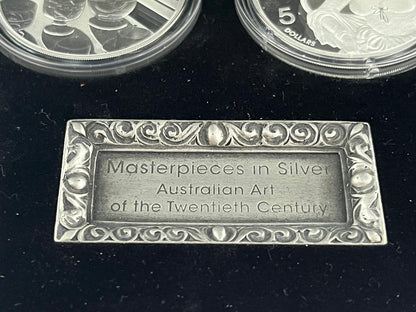 5
DOLLARS
Masterpieces in Silver
Australian Art
of the Twentieth Century